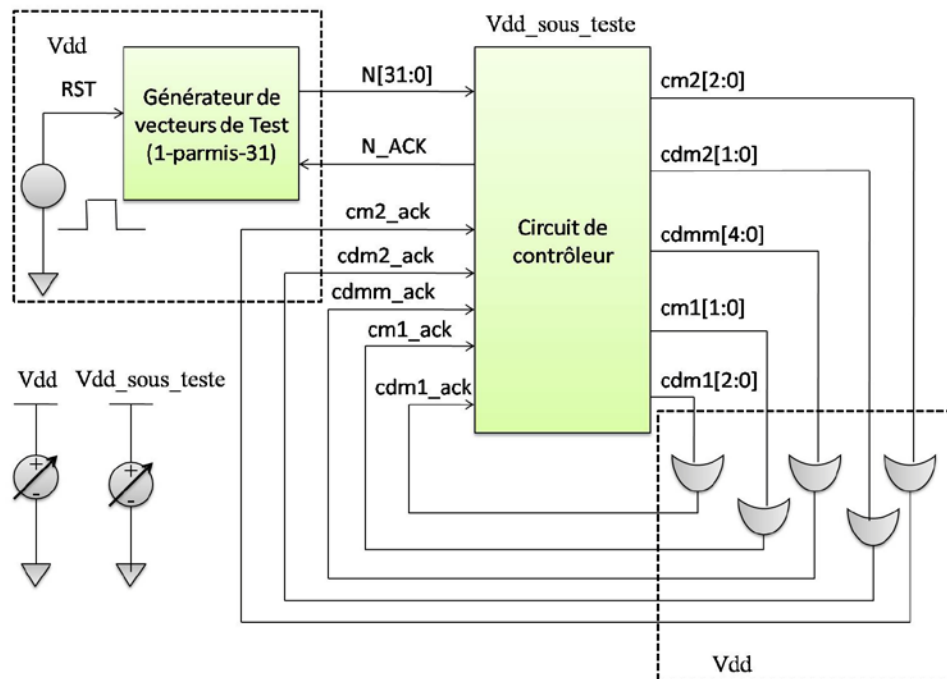 Vdd
RST
Générateur de
vecteurs de Test
(1-parmis-31)
Vdd_sous_teste
N[31:0]
N_ACK
cm2_ack
cdm2_ack
cdmm_ack
cm1_ack
cdm1_ack
Circuit de
contrôleur
cm2[2:0]
cdm2[1:0]
cdmm[4:0]
cm1[1:0]
cdm1[2:0]
Vdd
Vdd_sous_teste
+
-
+
-
Vdd